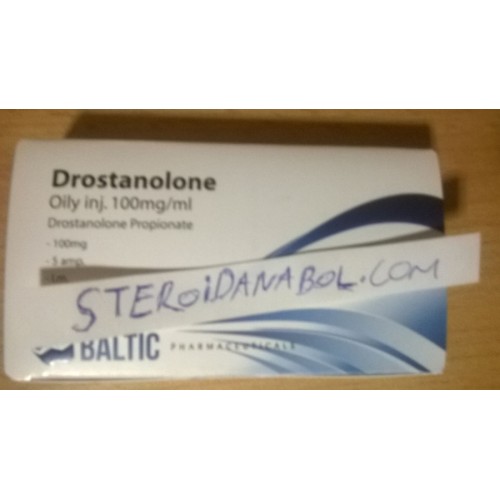 Drostanolone
Oily inj. 100mg/ml
Drostanolone Propionate
- 100mg
- 5 amp.
STEROIDANABOL.COM
BALTIC PHARMACEUTICALS